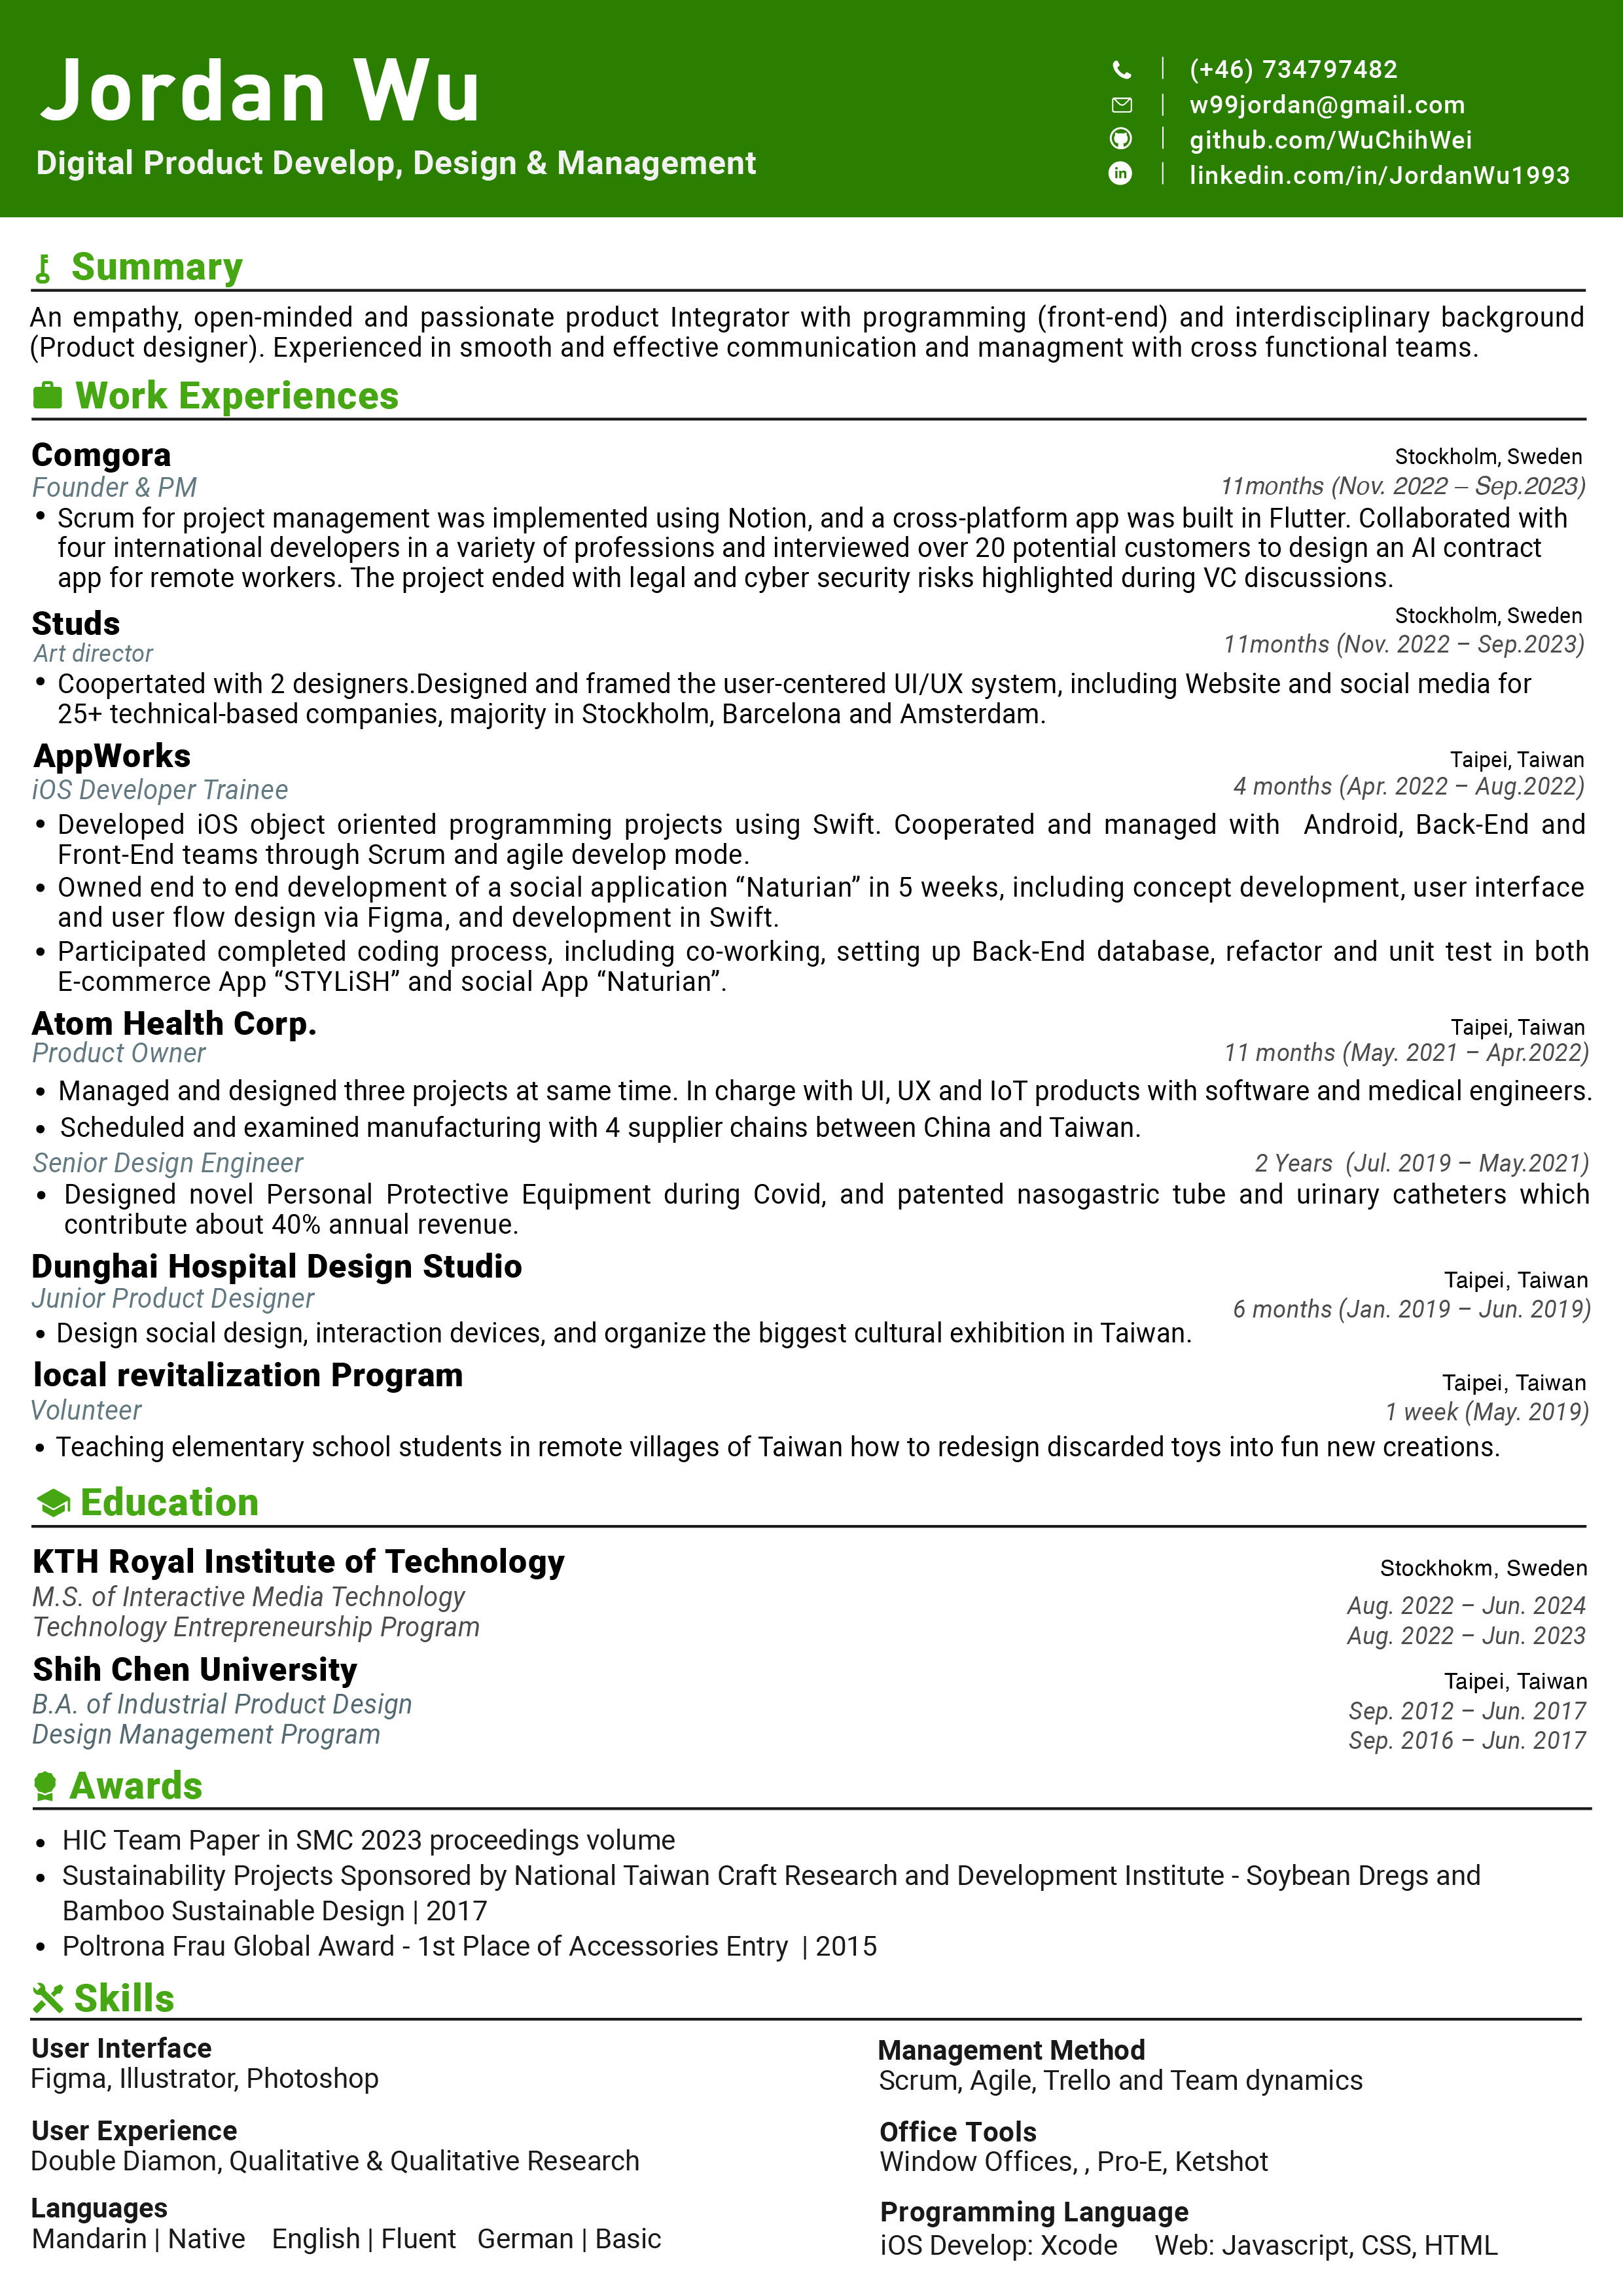 Jordan Wu
Digital Product Develop, Design & Management
(+46) 734797482
w99jordan@gmail.com
github.com/WuChihWei
linkedin.com/in/JordanWu1993
Summary
An empathy, open-minded and passionate product Integrator with programming (front-end) and interdisciplinary background
(Product designer). Experienced in smooth and effective communication and managment with cross functional teams.
Work Experiences
Comgora
Stockholm, Sweden
Founder & PM
11months (Nov. 2022 – Sep.2023)
• Scrum for project management was implemented using Notion, and a cross-platform app was built in Flutter. Collaborated with
four international developers in a variety of professions and interviewed over 20 potential customers to design an AI contract
app for remote workers. The project ended with legal and cyber security risks highlighted during VC discussions.
Studs
Stockholm, Sweden
Art director
11months (Nov. 2022 – Sep.2023)
• Coopertated with 2 designers.Designed and framed the user-centered UI/UX system, including Website and social media for
25+ technical-based companies, majority in Stockholm, Barcelona and Amsterdam.
AppWorks
Taipei, Taiwan
iOS Developer Trainee
4 months (Apr. 2022 – Aug.2022)
• Developed iOS object oriented programming projects using Swift. Cooperated and managed with Android, Back-End and
Front-End teams through Scrum and agile develop mode.
• Owned end to end development of a social application “Naturian” in 5 weeks, including concept development, user interface
and user flow design via Figma, and development in Swift.
• Participated completed coding process, including co-working, setting up Back-End database, refactor and unit test in both
E-commerce App “STYLiSH” and social App “Naturian”.
Atom Health Corp.
Taipei, Taiwan
Product Owner
11 months (May. 2021 – Apr.2022)
• Managed and designed three projects at same time. In charge with UI, UX and IoT products with software and medical engineers.
• Scheduled and examined manufacturing with 4 supplier chains between China and Taiwan.
Senior Design Engineer
2 Years (Jul. 2019 – May.2021)
• Designed novel Personal Protective Equipment during Covid, and patented nasogastric tube and urinary catheters which
contribute about 40% annual revenue.
Dunghai Hospital Design Studio
Taipei, Taiwan
Junior Product Designer
6 months (Jan. 2019 – Jun. 2019)
• Design social design, interaction devices, and organize the biggest cultural exhibition in Taiwan.
local revitalization Program
Taipei, Taiwan
Volunteer
1 week (May. 2019)
• Teaching elementary school students in remote villages of Taiwan how to redesign discarded toys into fun new creations.
Education
KTH Royal Institute of Technology
Stockhokm, Sweden
M.S. of Interactive Media Technology
Aug. 2022 – Jun. 2024
Technology Entrepreneurship Program
Aug. 2022 – Jun. 2023
Shih Chen University
Taipei, Taiwan
B.A. of Industrial Product Design
Sep. 2012 – Jun. 2017
Design Management Program
Sep. 2016 – Jun. 2017
Awards
• HIC Team Paper in SMC 2023 proceedings volume
• Sustainability Projects Sponsored by National Taiwan Craft Research and Development Institute - Soybean Dregs and
Bamboo Sustainable Design | 2017
• Poltrona Frau Global Award - 1st Place of Accessories Entry | 2015
Skills
User Interface
Figma, Illustrator, Photoshop
Management Method
Scrum, Agile, Trello and Team dynamics
User Experience
Double Diamon, Qualitative & Qualitative Research
Office Tools
Window Offices, , Pro-E, Ketshot
Languages
Mandarin | Native English | Fluent German | Basic
Programming Language
iOS Develop: Xcode Web: Javascript, CSS, HTML